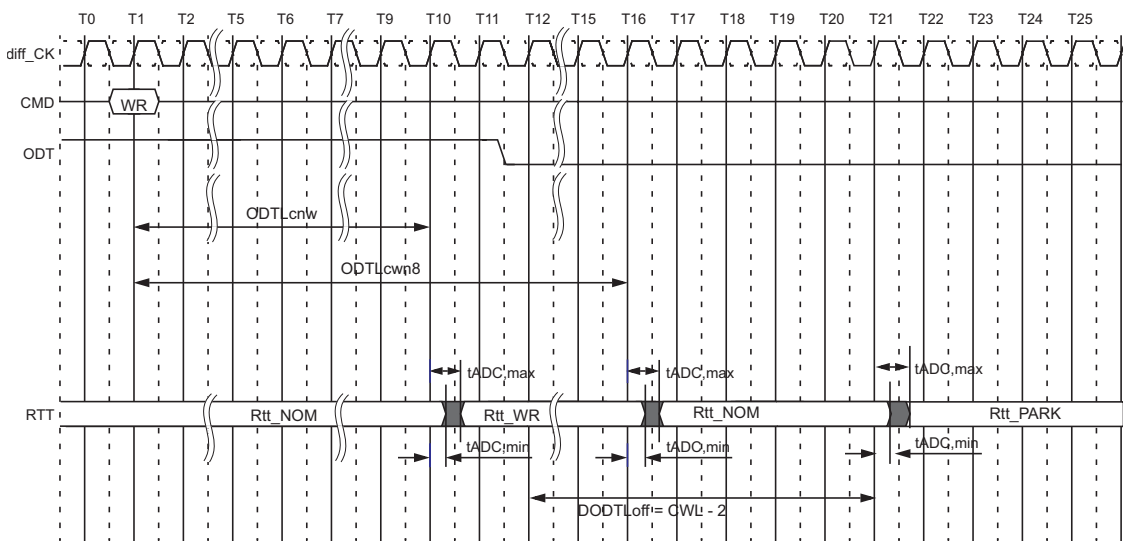 T0 T1 T2 T5 T6 T7 T9 T10 T11 T12 T15 T16 T17 T18 T19 T20 T21 T22 T23 T24 T25
diff_CK
CMD WR
ODT
ODTLcnw
ODTLcwn8
tADC,max tADC,max tADC,max
RTT Rtt_NOM Rtt_WR Rtt_NOM Rtt_PARK
tADC,min tADC,min tADC,min
DODTLoff = CWL - 2